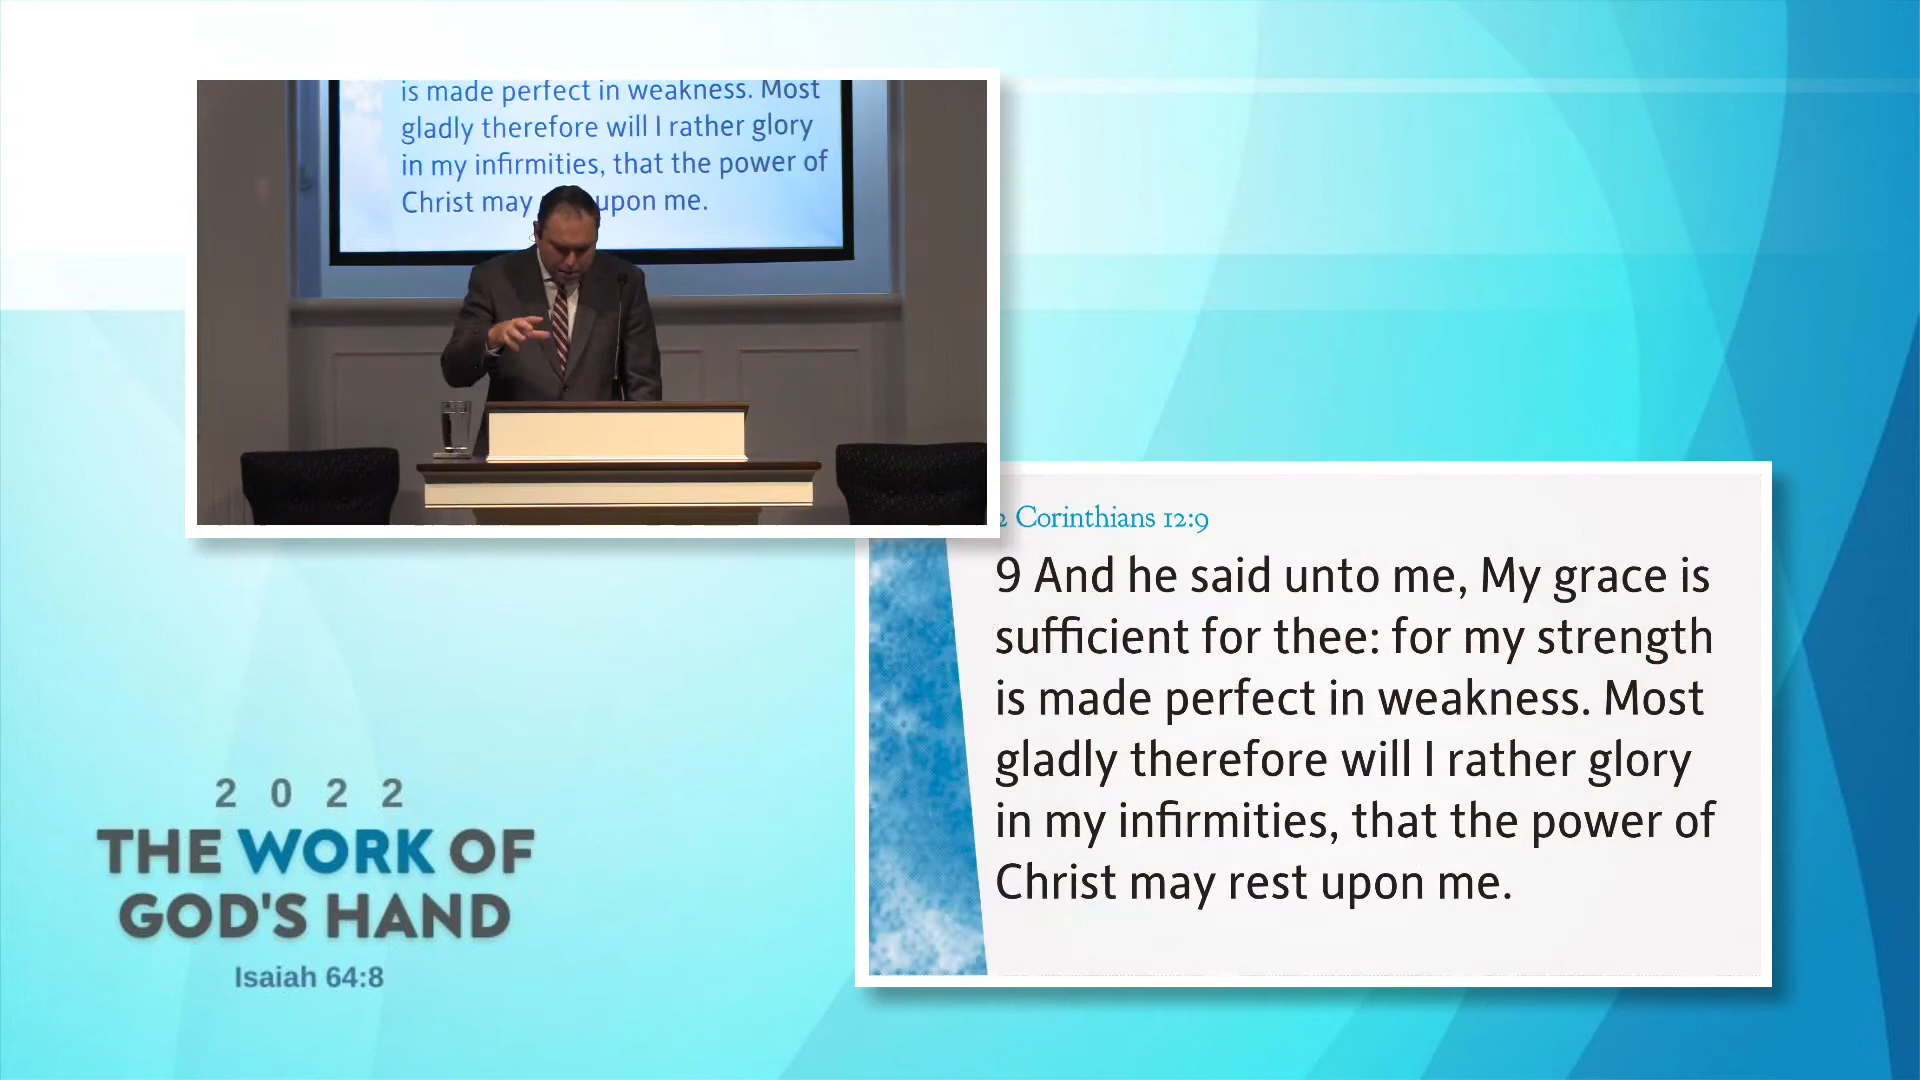 is made perfect in weakness. Most
gladly therefore will I rather glory
in my infirmities, that the power of
Christ may upon me.
2 Corinthians 12:9
9 And he said unto me, My grace is
sufficient for thee: for my strength
is made perfect in weakness. Most
gladly therefore will I rather glory
in my infirmities, that the power of
Christ may rest upon me.
2022
THE WORK OF
GOD'S HAND
Isaiah 64:8